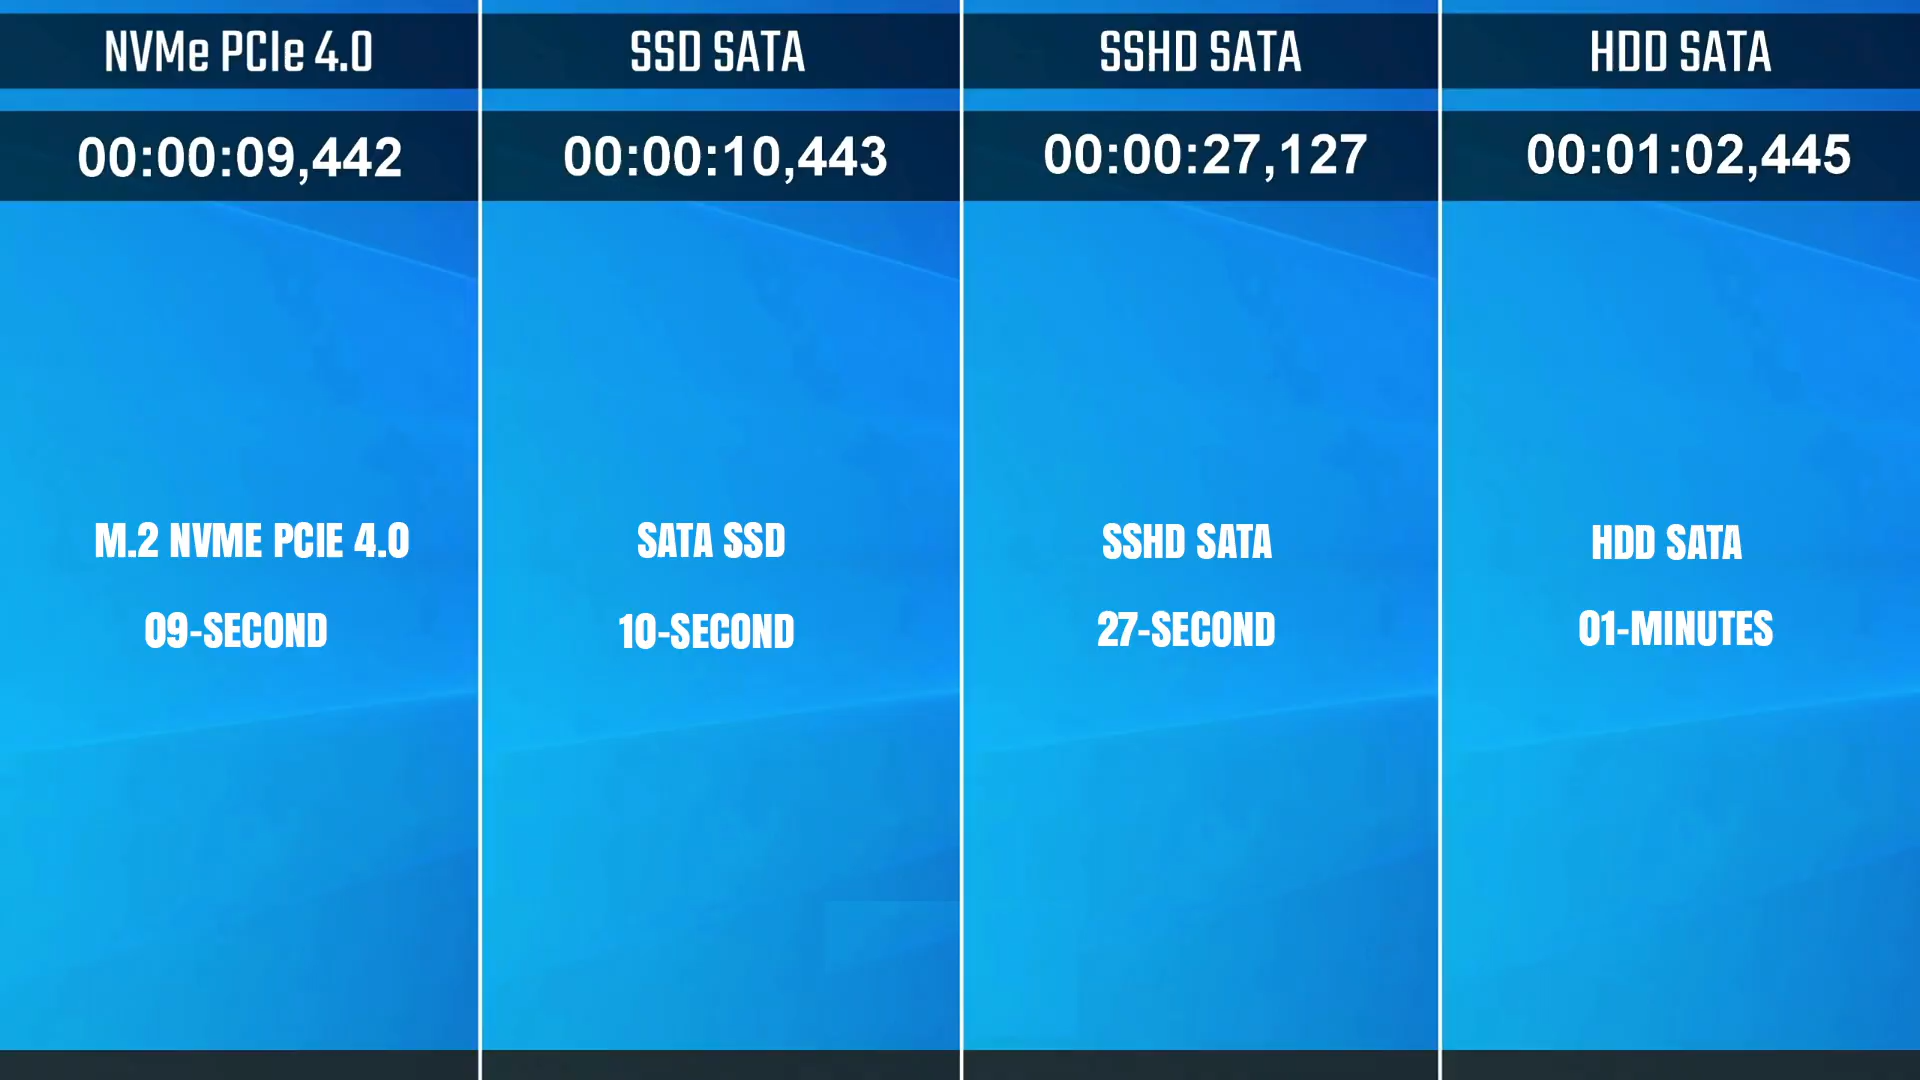 NVMe PCIe 4.0
00:00:09,442
M.2 NVME PCIE 4.0
09-SECOND
SSD SATA
00:00:10,443
SATA SSD
10-SECOND
SSHD SATA
00:00:27,127
SSHD SATA
27-SECOND
HDD SATA
00:01:02,445
HDD SATA
01-MINUTES